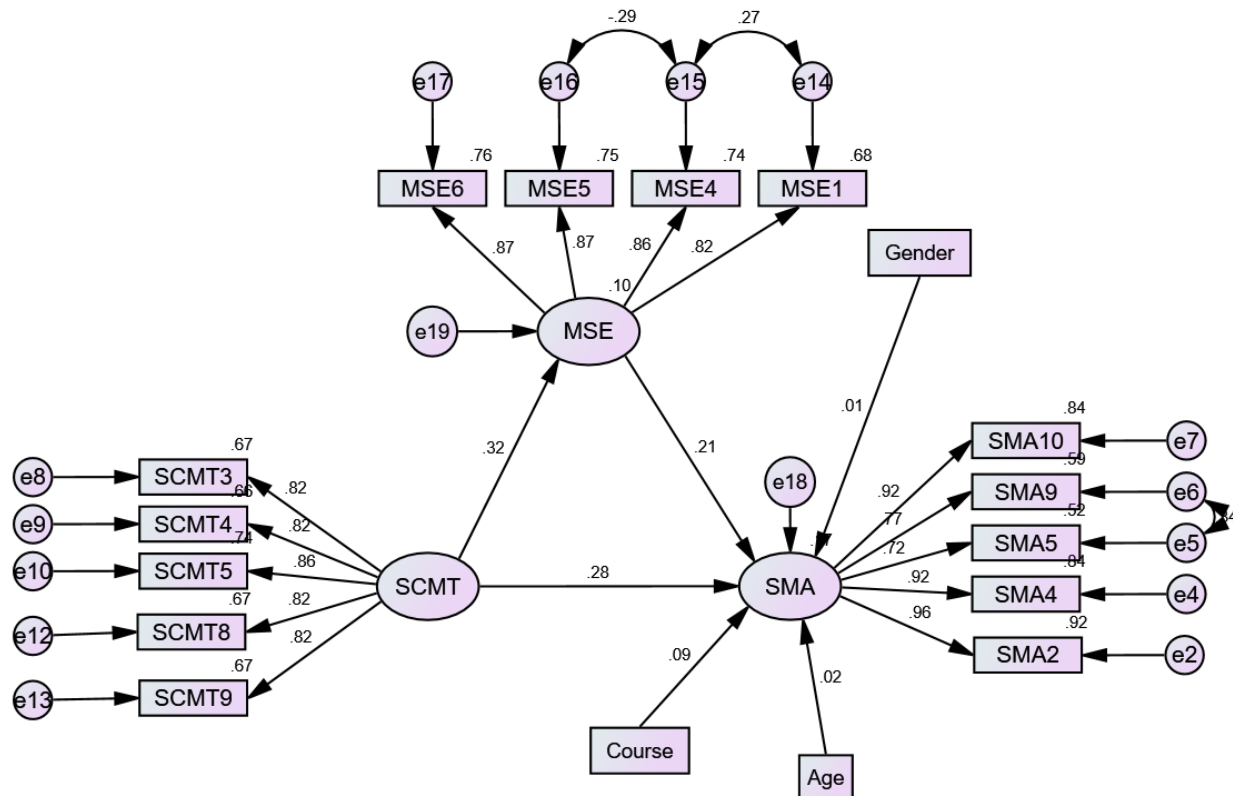 -.29
.27
e17
e16
e15
e14
.76
.75
.74
.68
MSE6
MSE5
MSE4
MSE1
.87
.87
.86
.82
Gender
.10
e19
MSE
.01
.32
.21
.67
e8
SCMT3
.82
.66
e9
SCMT4
.82
.74
e10
SCMT5
.86
.67
e12
SCMT8
.82
.67
e13
SCMT9
.82
SCMT
.28
e18
SMA
.84
.92
SMA10
e7
.59
.77
SMA9
e6
.52
.72
SMA5
e5
.84
.92
SMA4
e4
.92
.96
SMA2
e2
.09
.02
Course
Age